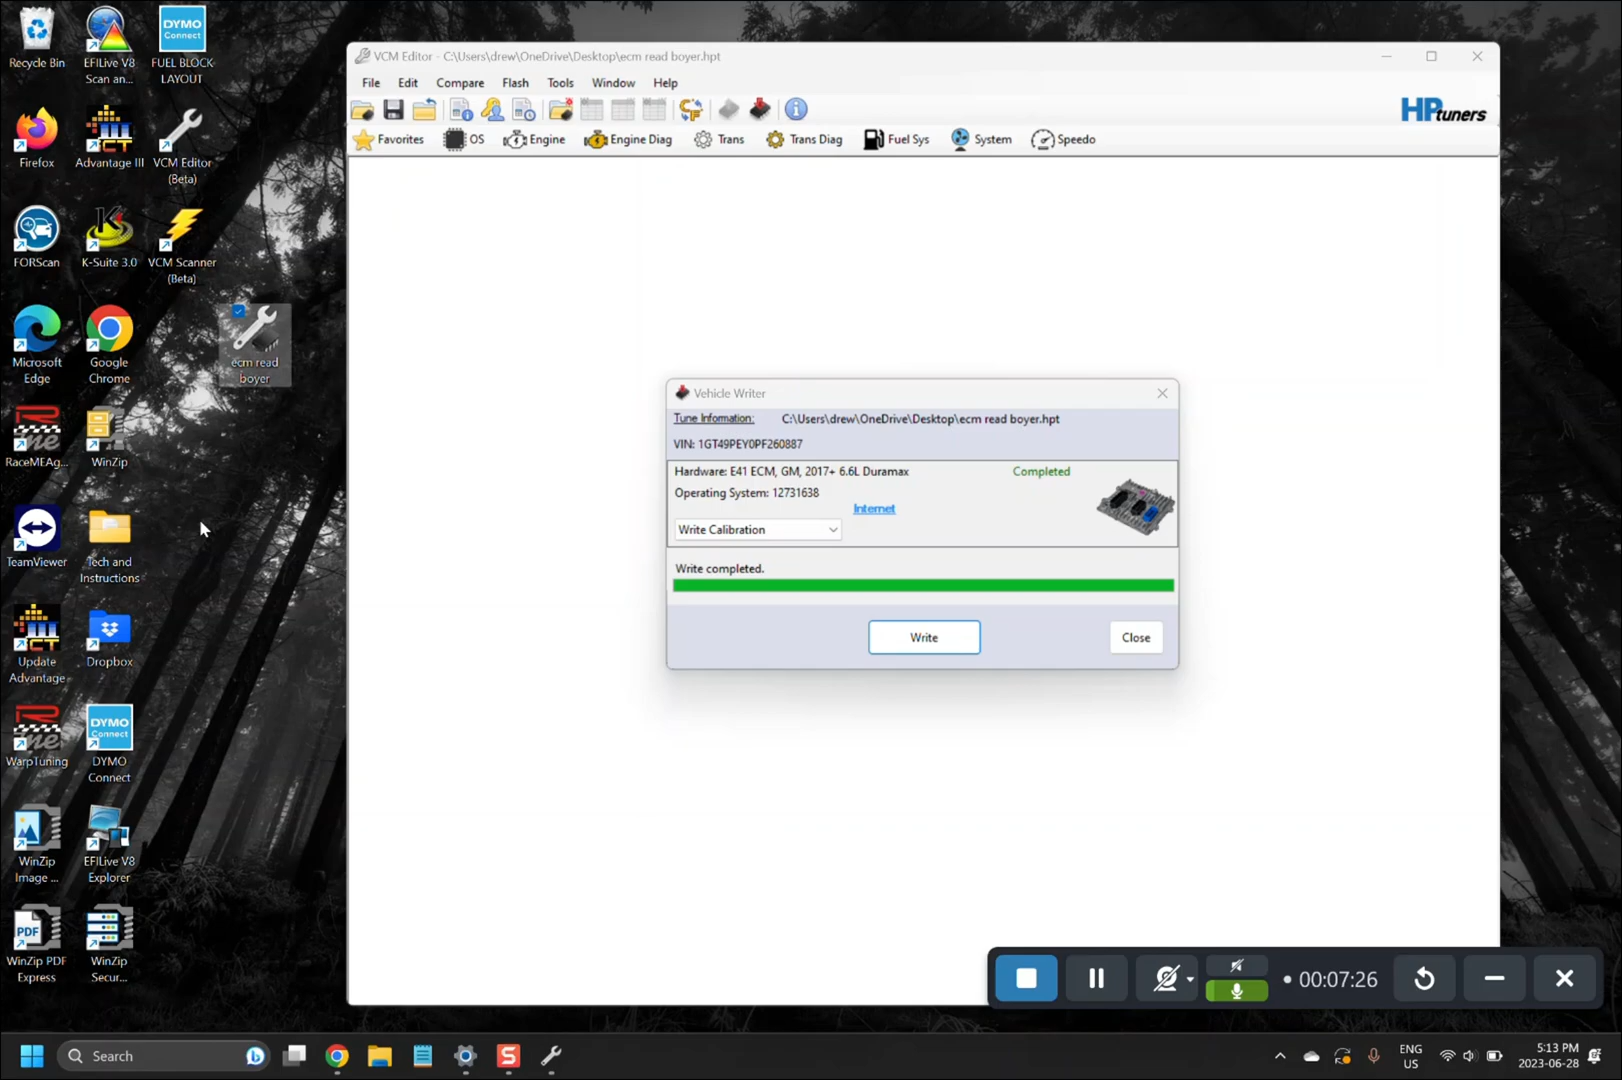 Recycle Bin
EFILive V8
Scan an...
DYMO
Connect
FUEL BLOCK
LAYOUT
Firefox
Advantage III
VCM Editor
(Beta)
FORScan
K-Suite 3.0
VCM Scanner
(Beta)
Microsoft
Edge
Google
Chrome
ecm read
boyer
RaceMEAg...
WinZip
TeamViewer
Tech and
Instructions
Update
Advantage
Dropbox
WarpTuning
DYMO
Connect
DYMO
Connect
WinZip
Image ...
EFILive V8
Explorer
PDF
WinZip PDF
Express
WinZip
Secur...
VCM Editor - C:\Users\drew\OneDrive\Desktop\ecm read boyer.hpt
File Edit Compare Flash Tools Window Help
HPtuners
Favorites OS Engine Engine Diag Trans Trans Diag Fuel Sys System Speedo
Vehicle Writer
Tune Information: C:\Users\drew\OneDrive\Desktop\ecm read boyer.hpt
VIN: 1GT49PEY0PF260887
Hardware: E41 ECM, GM, 2017+ 6.6L Duramax Completed
Operating System: 12731638
Internet
Write Calibration
Write completed.
Write Close
00:07:26
Search
ENG
US
5:13 PM
2023-06-28